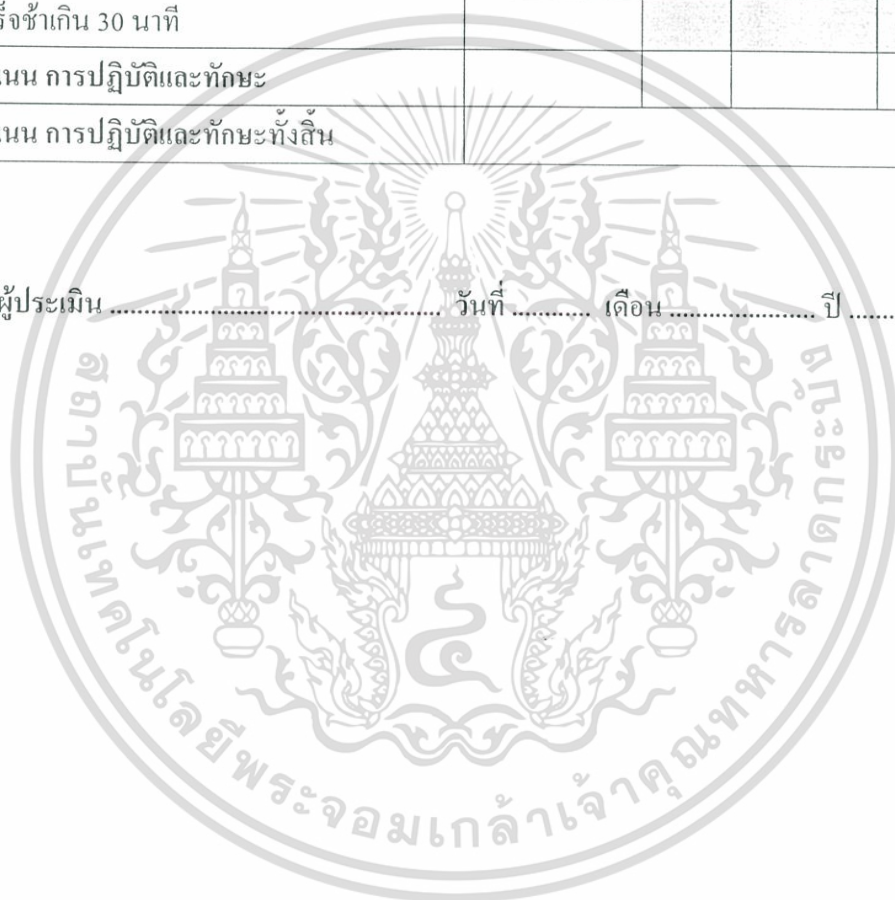 ร็จช้าเกิน 30 นาที
นน การปฏิบัติและทักษะ
นน การปฏิบัติและทักษะทั้งสิ้น
ผู้ประเมิน ................................................ วันที่ ........... เดือน ..................... ปี .......
สถาบันเทคโนโลยีพระจอมเกล้าเจ้าคุณทหารลาดกระบัง
๔